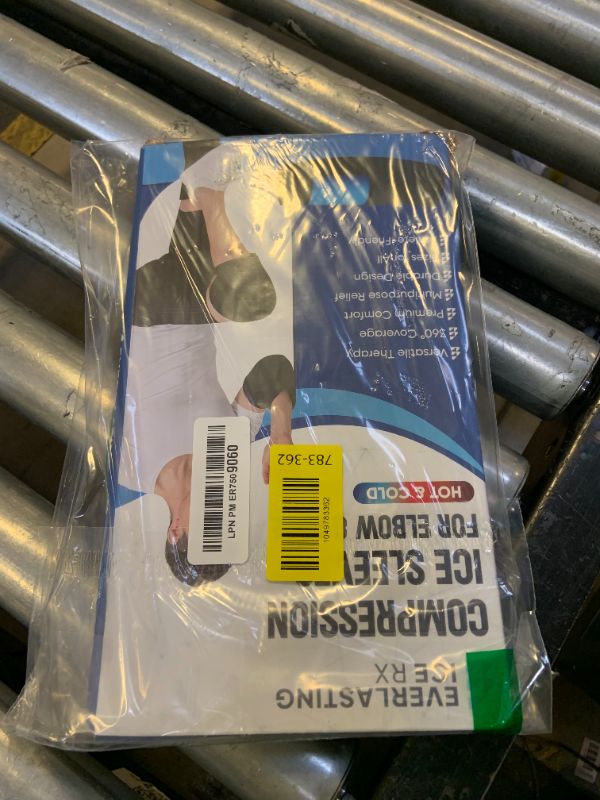 EVERLASTING
ICE RX
COMPRESSION
ICE SLEEVE
FOR ELBOW &
HOT & COLD
Versatile Therapy
360° Coverage
Premium Comfort
Multipurpose Relief
Durable Design
Sizes for All
Friendly
783-362
1049783362
LPN PM ER7509060